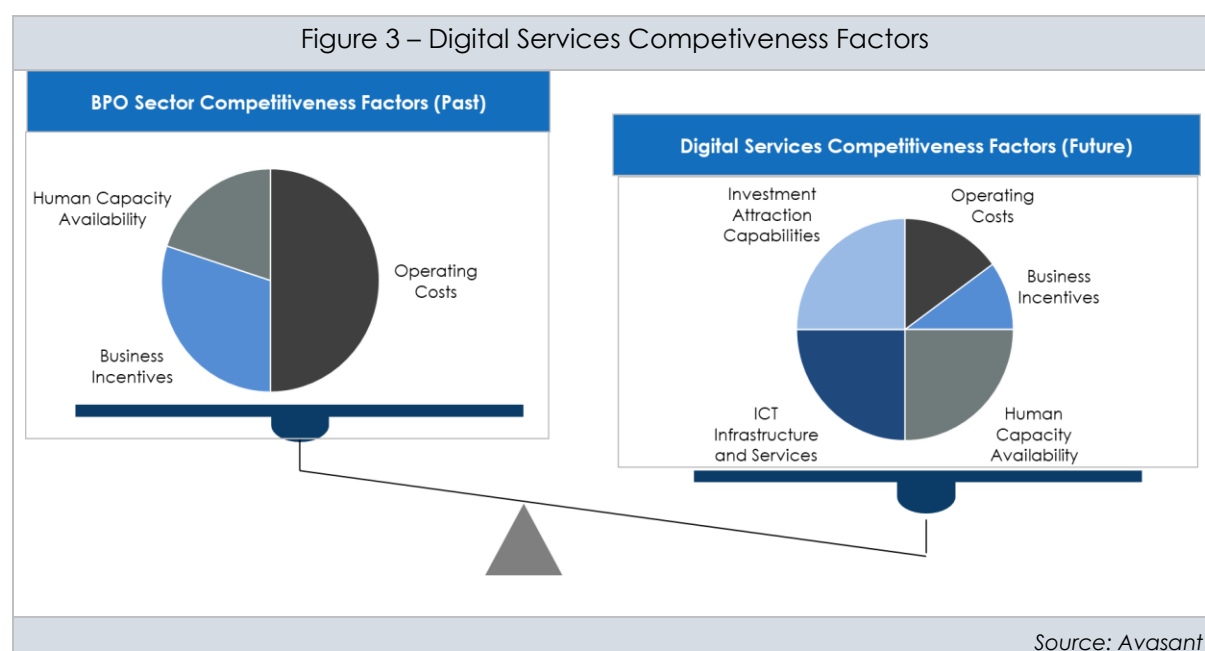 Figure 3 – Digital Services Competiveness Factors
BPO Sector Competitiveness Factors (Past)
Human Capacity
Availability
Operating
Costs
Business
Incentives
Digital Services Competitiveness Factors (Future)
Investment
Attraction
Capabilities
Operating
Costs
Business
Incentives
ICT
Infrastructure
and Services
Human
Capacity
Availability
Source: Avasant